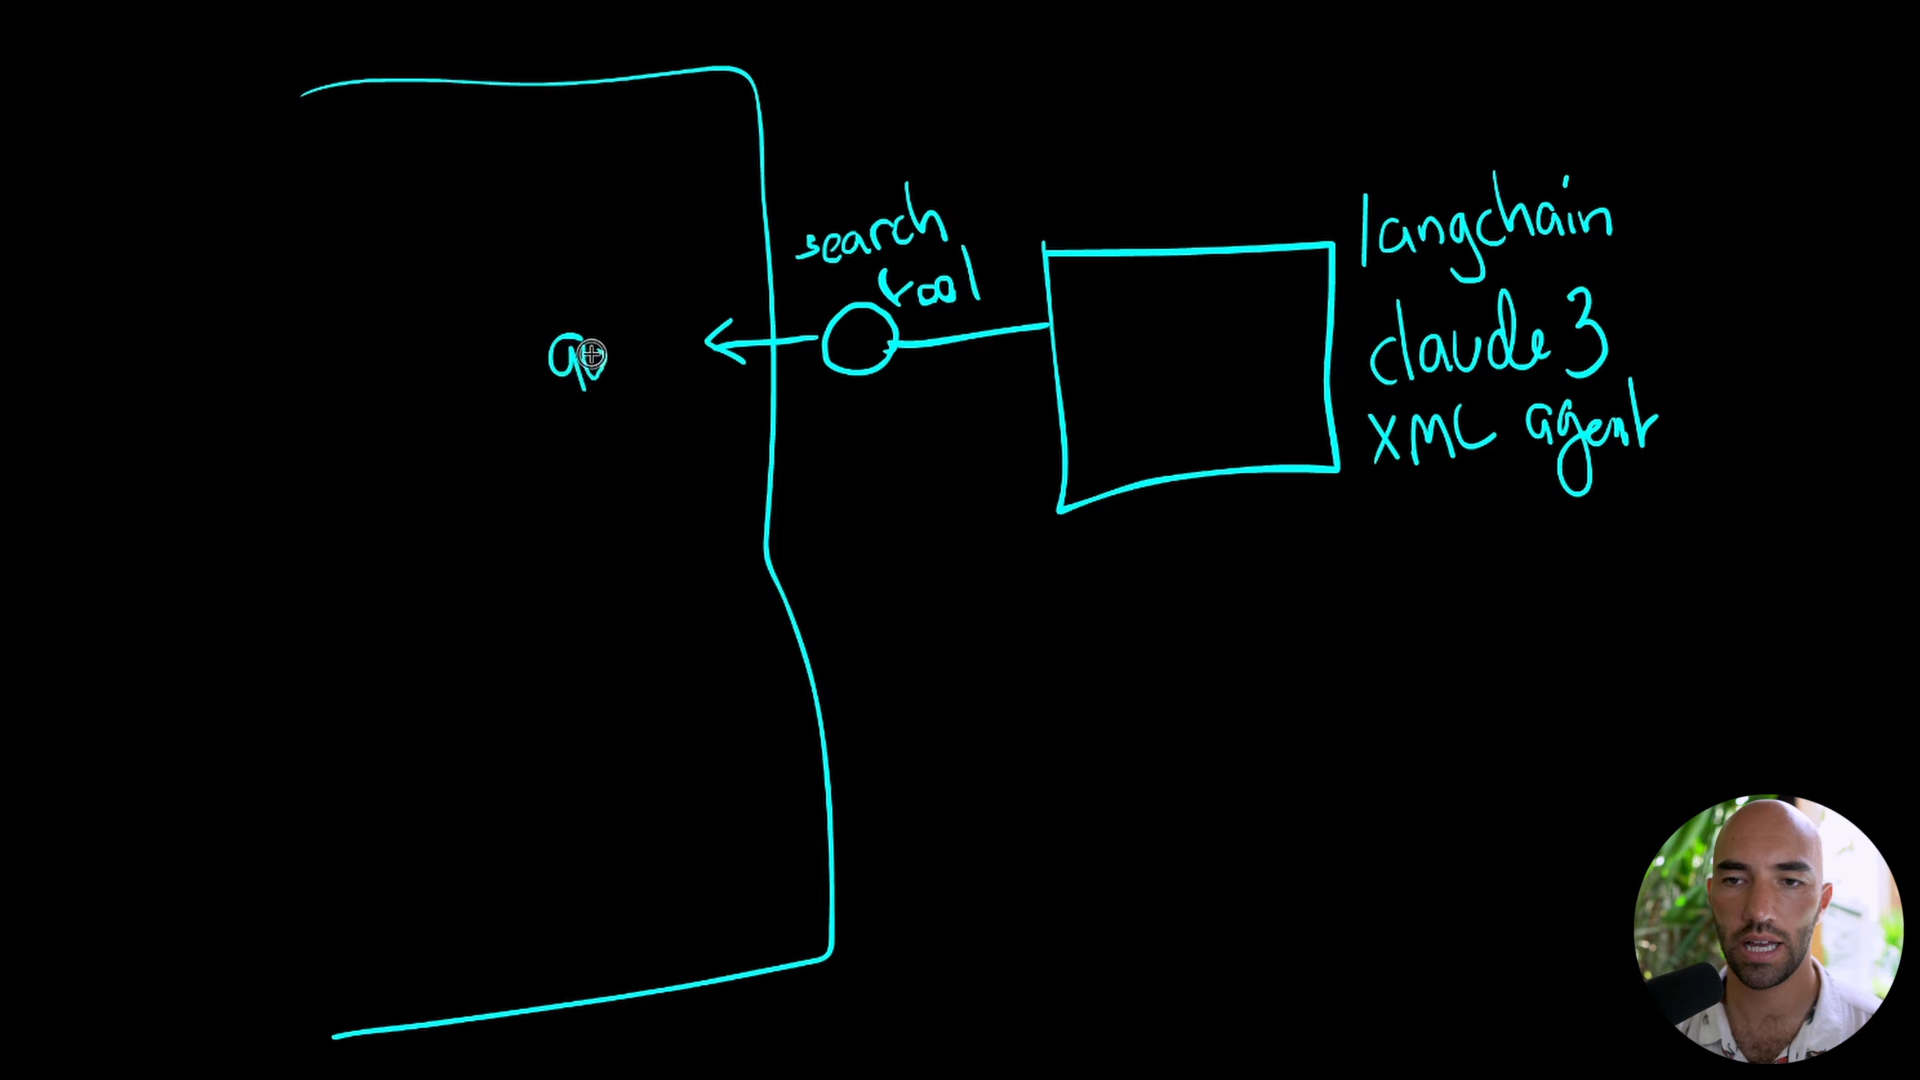 search
tool
langchain
claude 3
XML agent
q